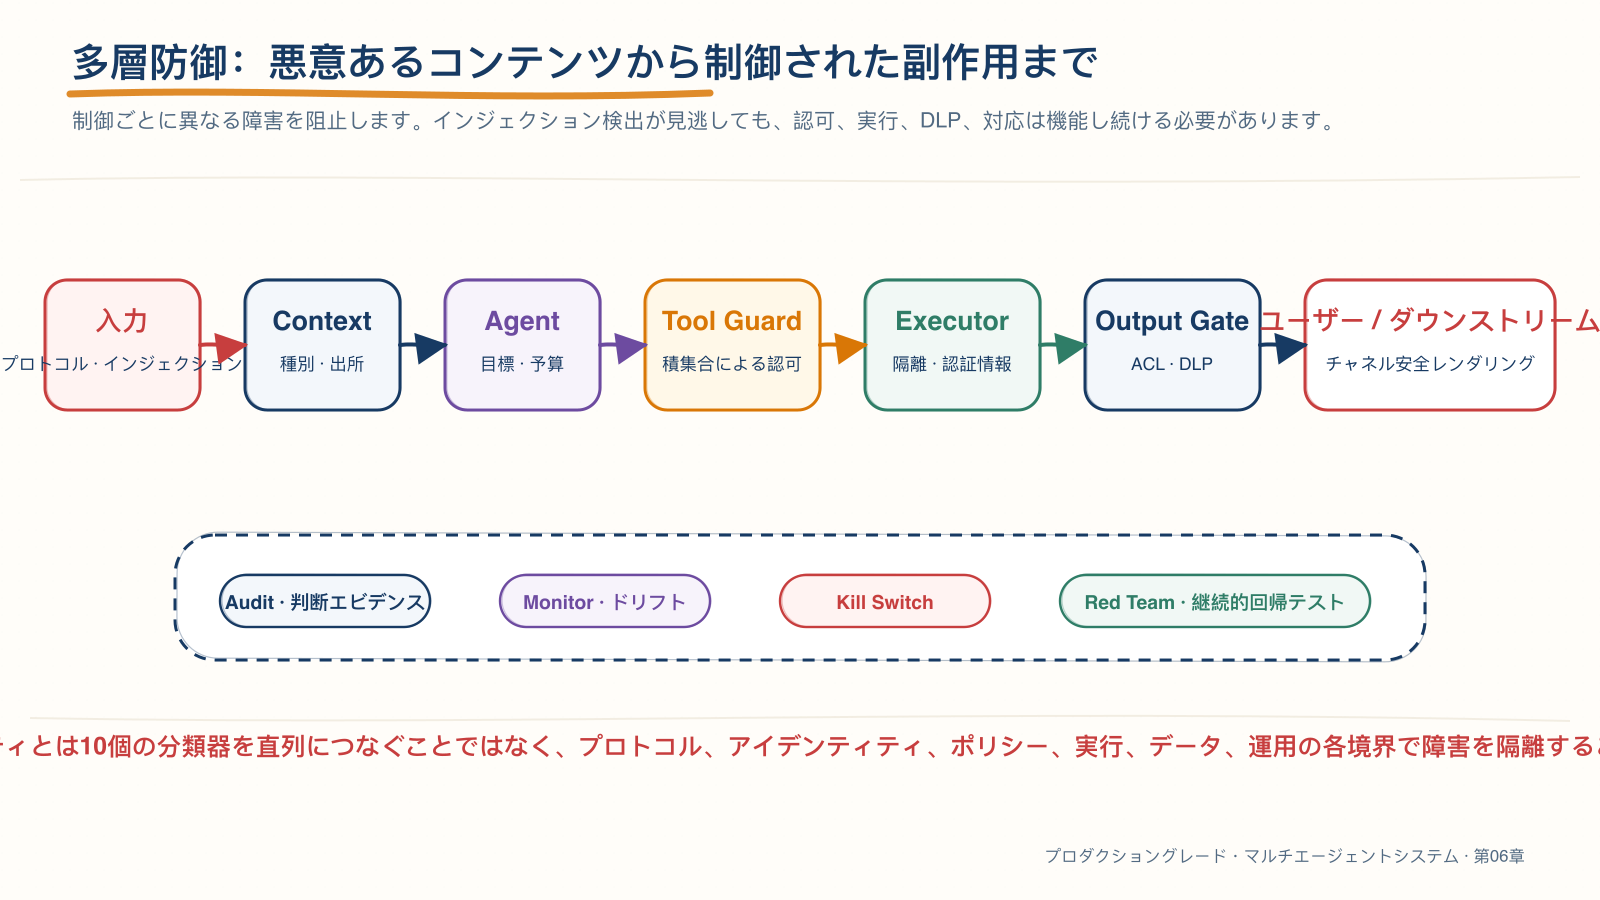 多層防御：悪意あるコンテンツから制御された副作用まで
制御ごとに異なる障害を阻止します。インジェクション検出が見逃しても、認可、実行、DLP、対応は機能し続ける必要があります。
入力
プロトコル · インジェクション
Context
種別 · 出所
Agent
目標 · 予算
Tool Guard
積集合による認可
Executor
隔離 · 認証情報
Output Gate
ACL · DLP
ユーザー / ダウンストリーム
チャネル安全レンダリング
Audit · 判断エビデンス
Monitor · ドリフト
Kill Switch
Red Team · 継続的回帰テスト
ィとは10個の分類器を直列につなぐことではなく、プロトコル、アイデンティティ、ポリシー、実行、データ、運用の各境界で障害を隔離する
プロダクショングレード · マルチエージェントシステム · 第06章